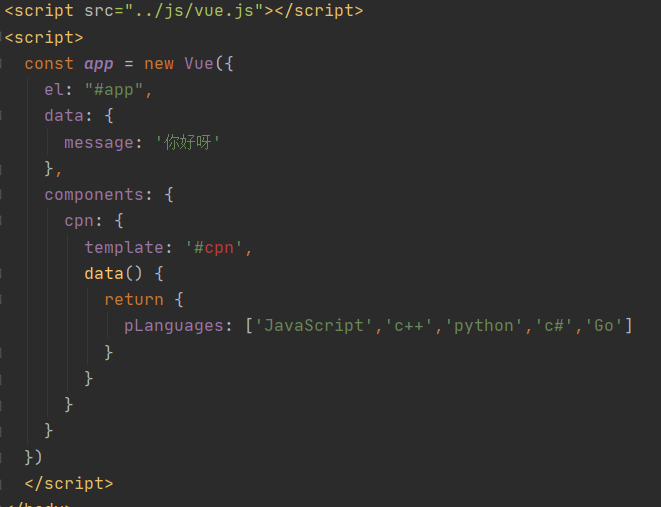 <script src="../js/vue.js"></script>
<script>
const app = new Vue({
el: "#app",
data: {
message: '你好呀'
},
components: {
cpn: {
template: '#cpn',
data() {
return {
pLanguages: ['JavaScript','c++','python','c#','Go']
}
}
}
}
})
</script>
</body>